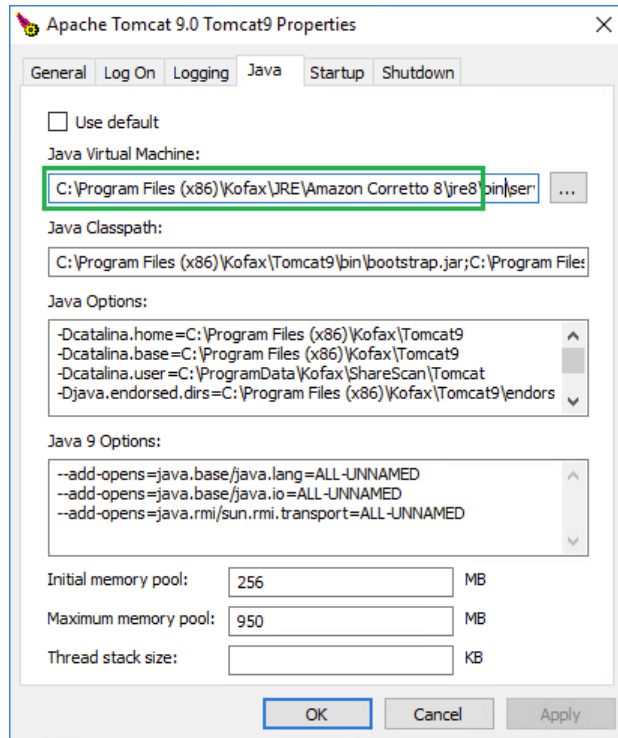 Apache Tomcat 9.0 Tomcat9 Properties
General Log On Logging Java Startup Shutdown
Use default
Java Virtual Machine:
C:\Program Files (x86)\Kofax\JRE\Amazon Corretto 8\jre8\bin\ser
...
Java Classpath:
C:\Program Files (x86)\Kofax\Tomcat9\bin\bootstrap.jar;C:\Program Files
Java Options:
-Dcatalina.home=C:\Program Files (x86)\Kofax\Tomcat9
-Dcatalina.base=C:\Program Files (x86)\Kofax\Tomcat9
-Dcatalina.user=C:\ProgramData\Kofax\ShareScan\Tomcat
-Djava.endorsed.dirs=C:\Program Files (x86)\Kofax\Tomcat9\endors
Java 9 Options:
--add-opens=java.base/java.lang=ALL-UNNAMED
--add-opens=java.base/java.io=ALL-UNNAMED
--add-opens=java.rmi/sun.rmi.transport=ALL-UNNAMED
Initial memory pool: 256 MB
Maximum memory pool: 950 MB
Thread stack size: KB
OK Cancel Apply